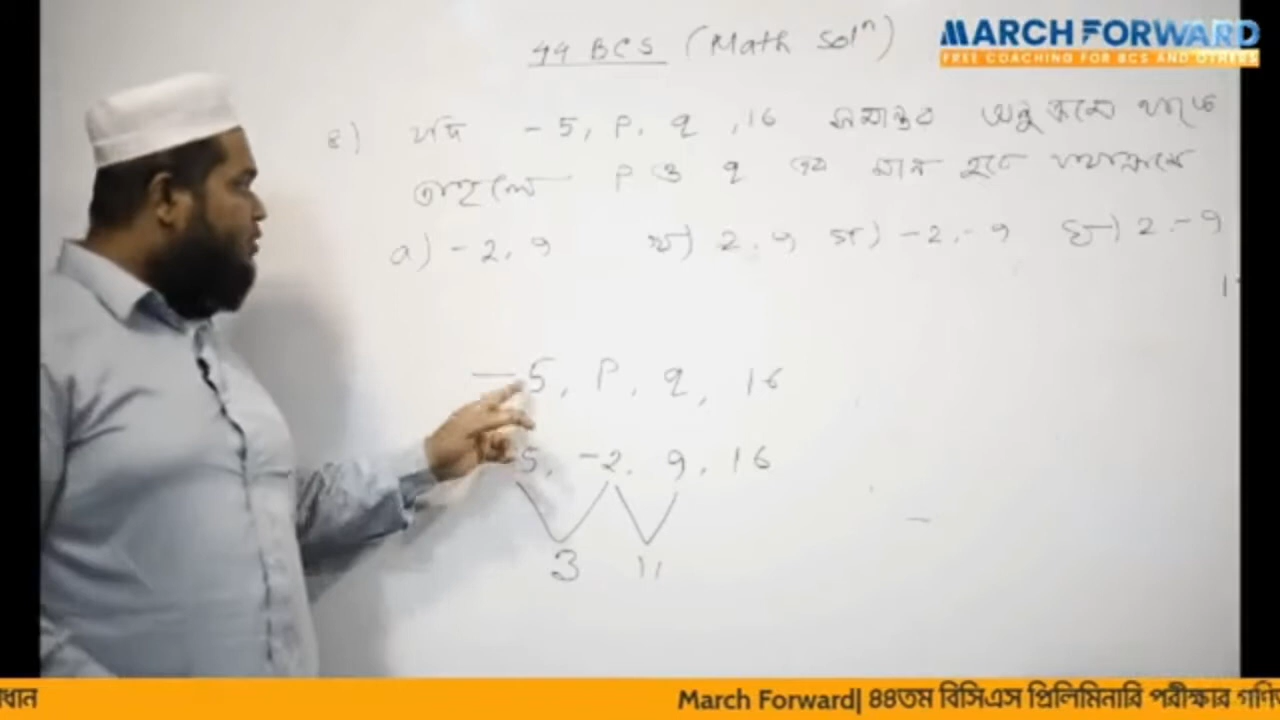 44 BCS (Math Solⁿ)
MARCH FORWARD
FREE COACHING FOR BCS AND OTHERS
৪) যদি -5, P, q, 16 সমান্তর অনুক্রমে থাকে
তাহলে P ও q এর মান হবে যথাক্রমে
a) -2, 9 খ) 2, 9 গ) -2, -9 ঘ) 2, -9
-5, P, q, 16
5, -2, 9, 16
3 11
ধান
March Forward| ৪৪তম বিসিএস প্রিলিমিনারি পরীক্ষার গণি